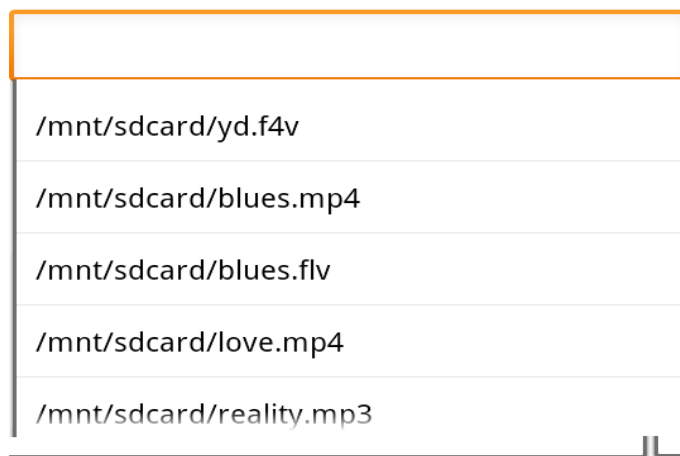 /mnt/sdcard/yd.f4v
/mnt/sdcard/blues.mp4
/mnt/sdcard/blues.flv
/mnt/sdcard/love.mp4
/mnt/sdcard/reality.mp3